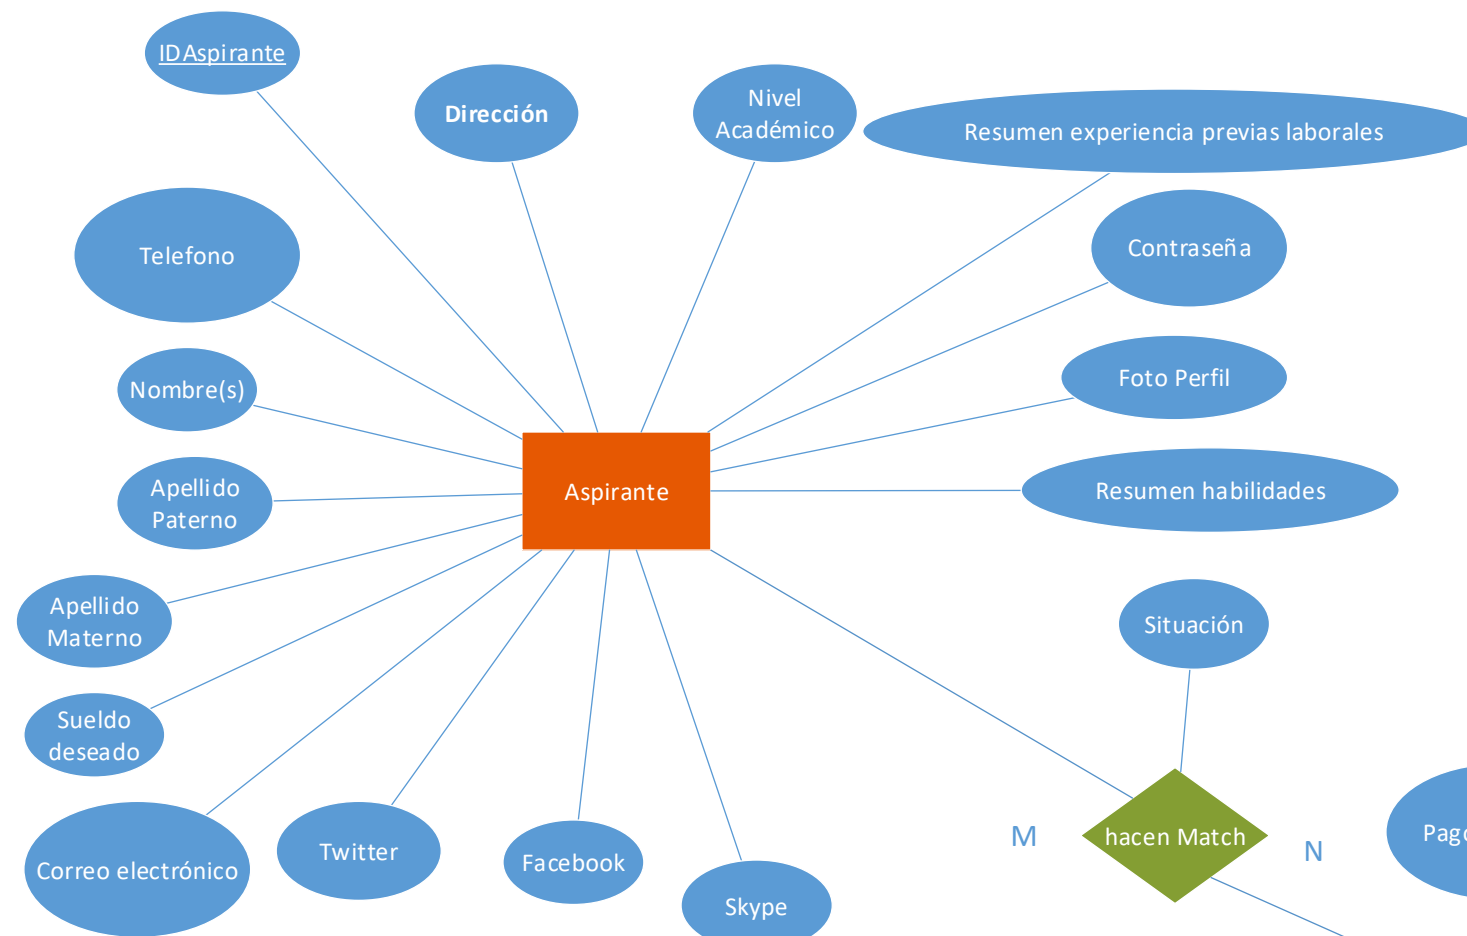 IDAspirante
Dirección
Nivel
Académico
Resumen experiencia previas laborales
Telefono
Contraseña
Nombre(s)
Foto Perfil
Apellido
Paterno
Aspirante
Resumen habilidades
Apellido
Materno
Situación
Sueldo
deseado
Correo electrónico
Twitter
Facebook
Skype
M
hacen Match
N
Pago